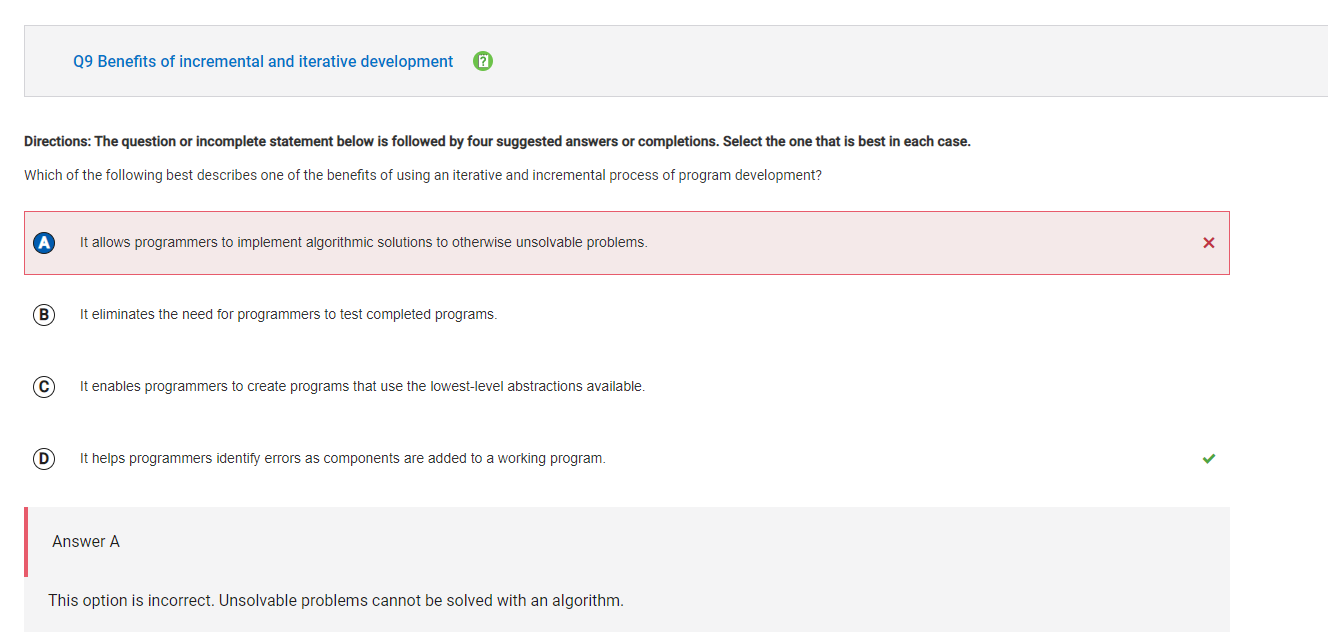 Q9 Benefits of incremental and iterative development
Directions: The question or incomplete statement below is followed by four suggested answers or completions. Select the one that is best in each case.
Which of the following best describes one of the benefits of using an iterative and incremental process of program development?
A It allows programmers to implement algorithmic solutions to otherwise unsolvable problems.
B It eliminates the need for programmers to test completed programs.
C It enables programmers to create programs that use the lowest-level abstractions available.
D It helps programmers identify errors as components are added to a working program.
Answer A
This option is incorrect. Unsolvable problems cannot be solved with an algorithm.